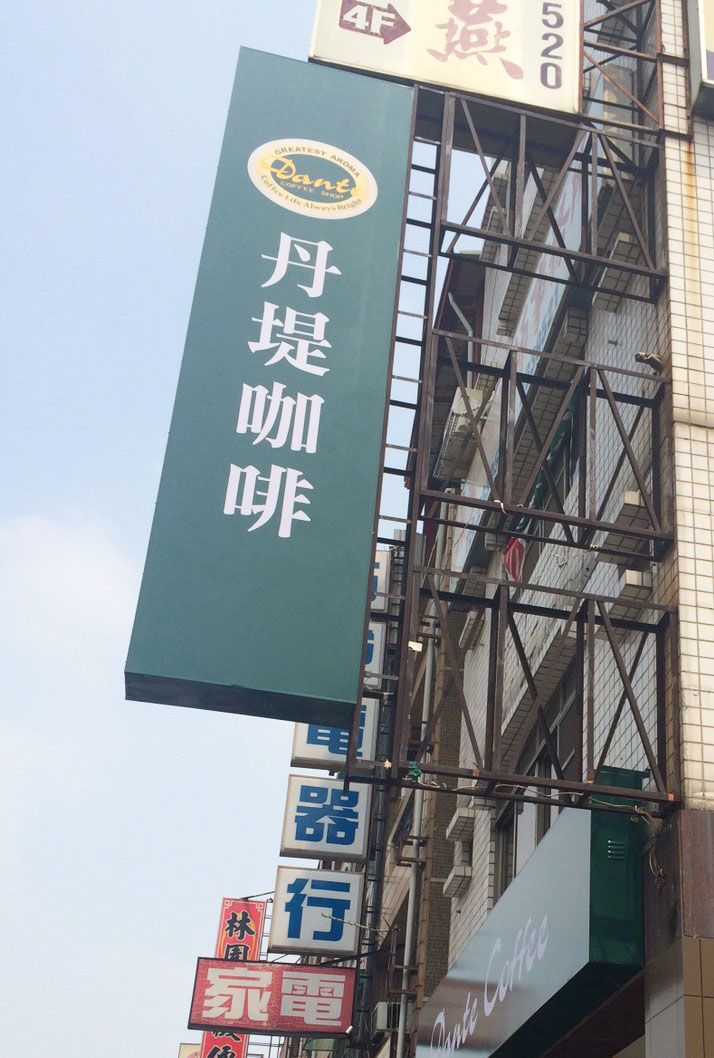 4F
燕
520
GREATEST AROMA
Dante
COFFEE SHOP
Coffee Life Always Bright
丹堤咖啡
電器行
家電
Dante Coffee